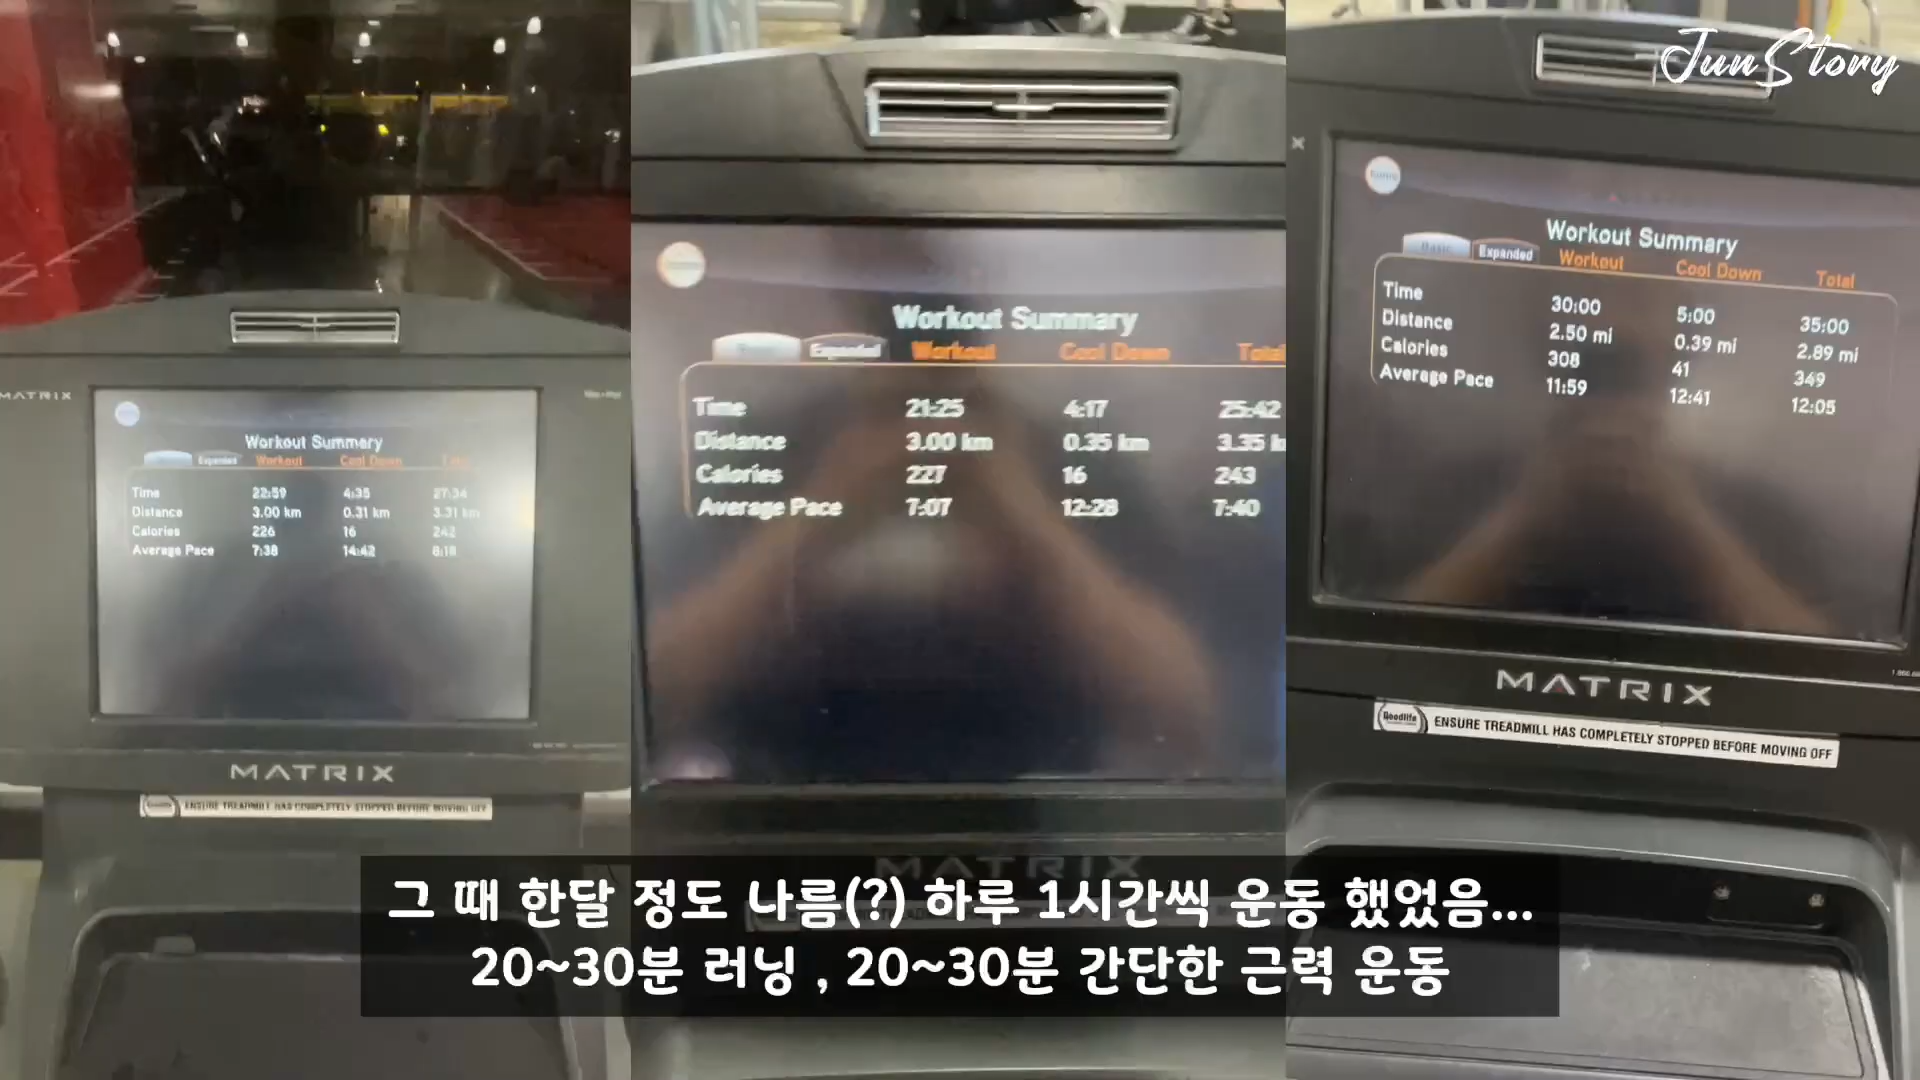 JunStory
MATRIX
Workout Summary
Expanded Workout Cool Down
Time 22:59 4:35 27:34
Distance 3.00 km 0.31 km 3.31 km
Calories 226 16 242
Average Pace 7:38 14:42 8:18
MATRIX
ENSURE TREADMILL HAS COMPLETELY STOPPED BEFORE MOVING OFF
Workout Summary
Expanded Workout Cool Down Total
Time 21:25 4:17 25:42
Distance 3.00 km 0.35 km 3.35 k
Calories 227 16 243
Average Pace 7:07 12:28 7:40
MATRIX
Workout Summary
Basic Expanded Workout Cool Down Total
Time 30:00 5:00 35:00
Distance 2.50 mi 0.39 mi 2.89 mi
Calories 308 41 349
Average Pace 11:59 12:41 12:05
MATRIX
Goodlife ENSURE TREADMILL HAS COMPLETELY STOPPED BEFORE MOVING OFF
그 때 한달 정도 나름(?) 하루 1시간씩 운동 했었음...
20~30분 러닝 , 20~30분 간단한 근력 운동